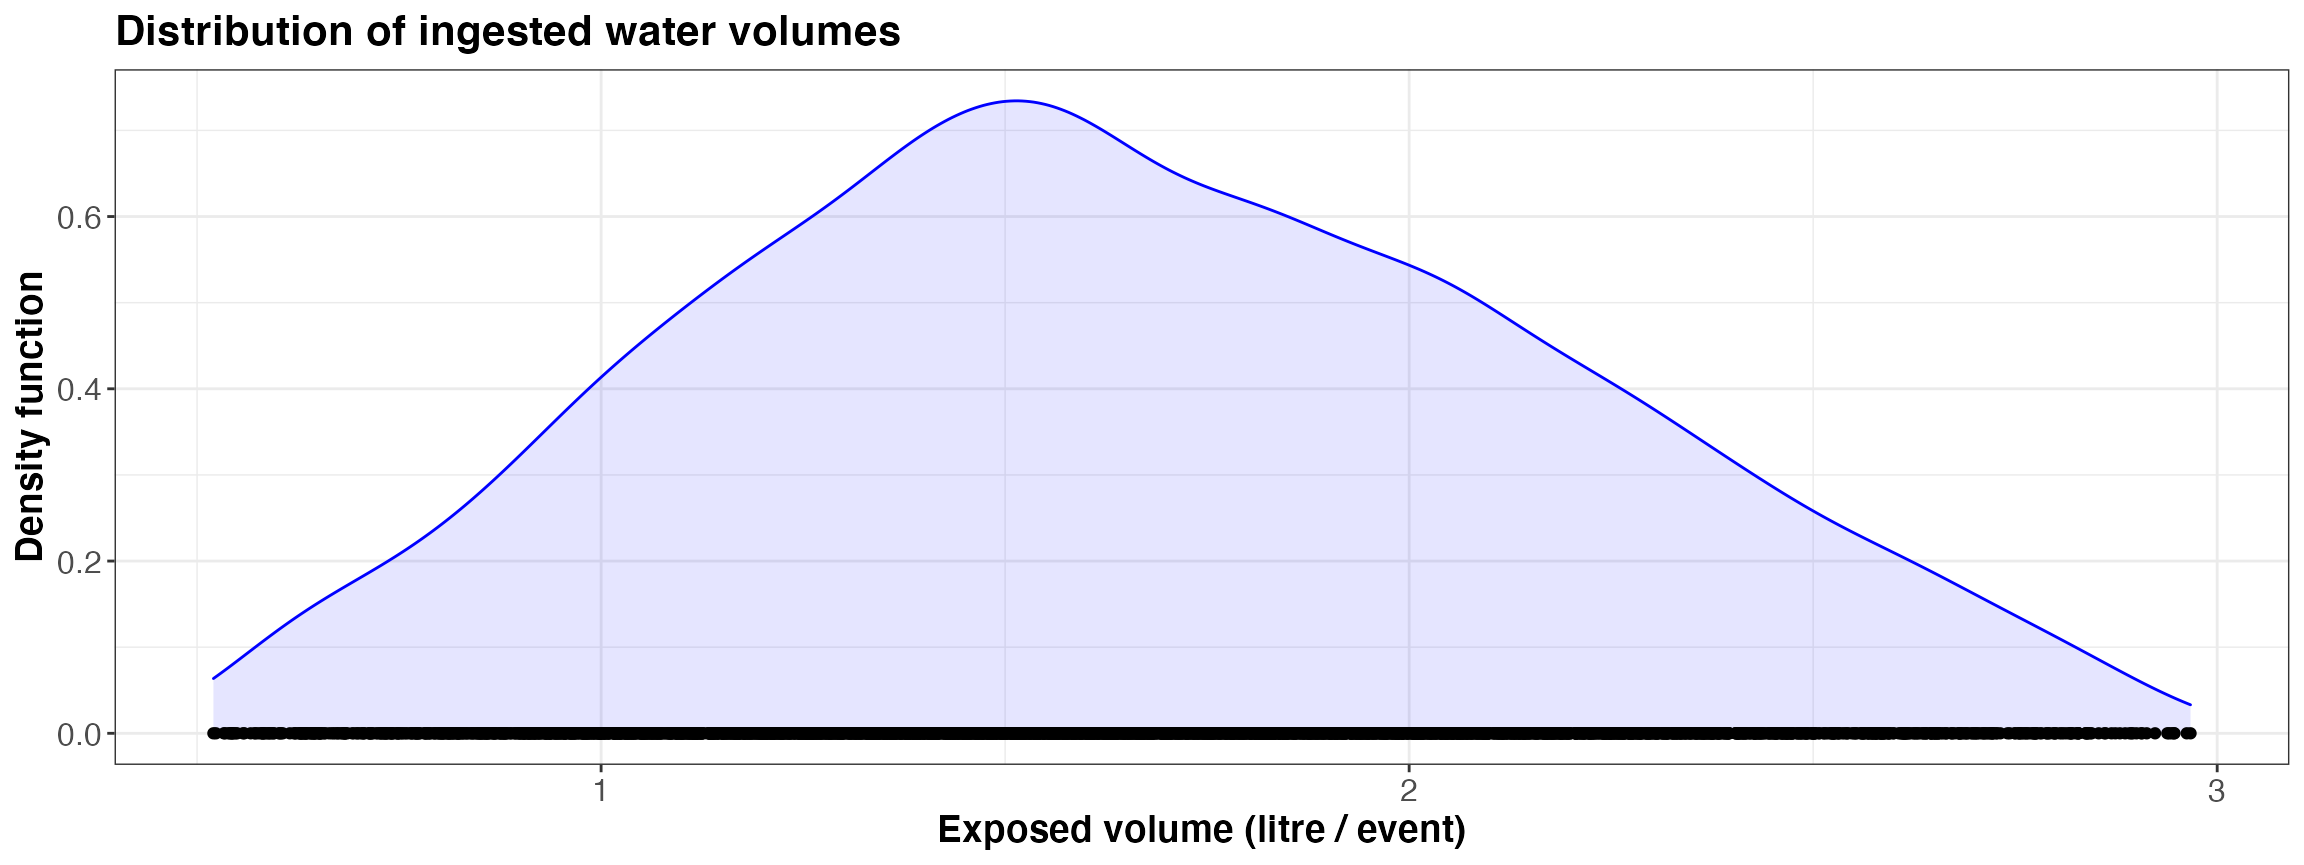 Distribution of ingested water volumes
Density function
0.6
0.4
0.2
0.0
1 2 3
Exposed volume (litre / event)